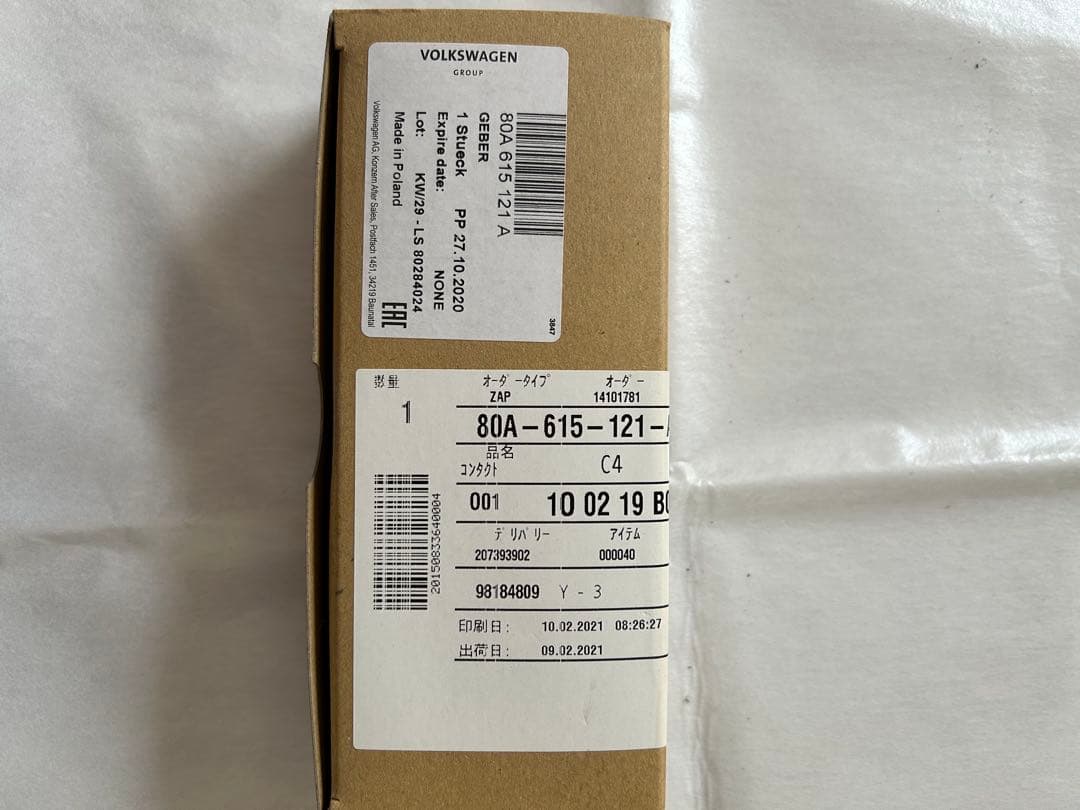 VOLKSWAGEN
GROUP
80A 615 121 A
GEBER
1 Stueck PP 27.10.2020
Expire date: NONE
Lot: KW/29 - LS 80284024
Made in Poland
EAC
Volkswagen AG, Konzern After Sales, Postfach 1451, 34219 Baunatal
3847
数量 オーダータイプ オーダー
1 ZAP 14101781
80A-615-121-
品名
コンタクト C4
001 10 02 19 B
デリバリー アイテム
207393902 000040
98184809 Y - 3
印刷日: 10.02.2021 08:26:27
出荷日: 09.02.2021